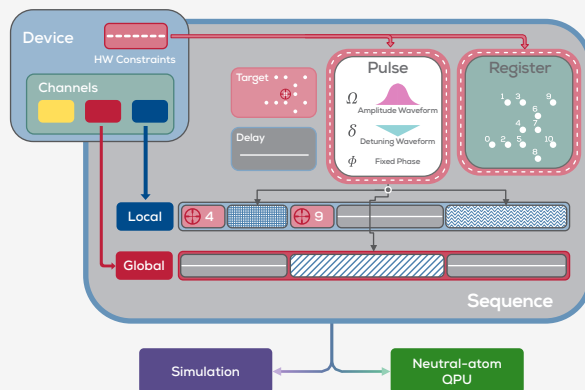 Device
HW Constraints
Channels
Target
Delay
Pulse
Ω
Amplitude Waveform
δ
Detuning Waveform
Φ
Fixed Phase
Register
1 3 9
6
4 7
0 2 5 10
8
Local
4
9
Global
Sequence
Simulation
Neutral-atom
QPU